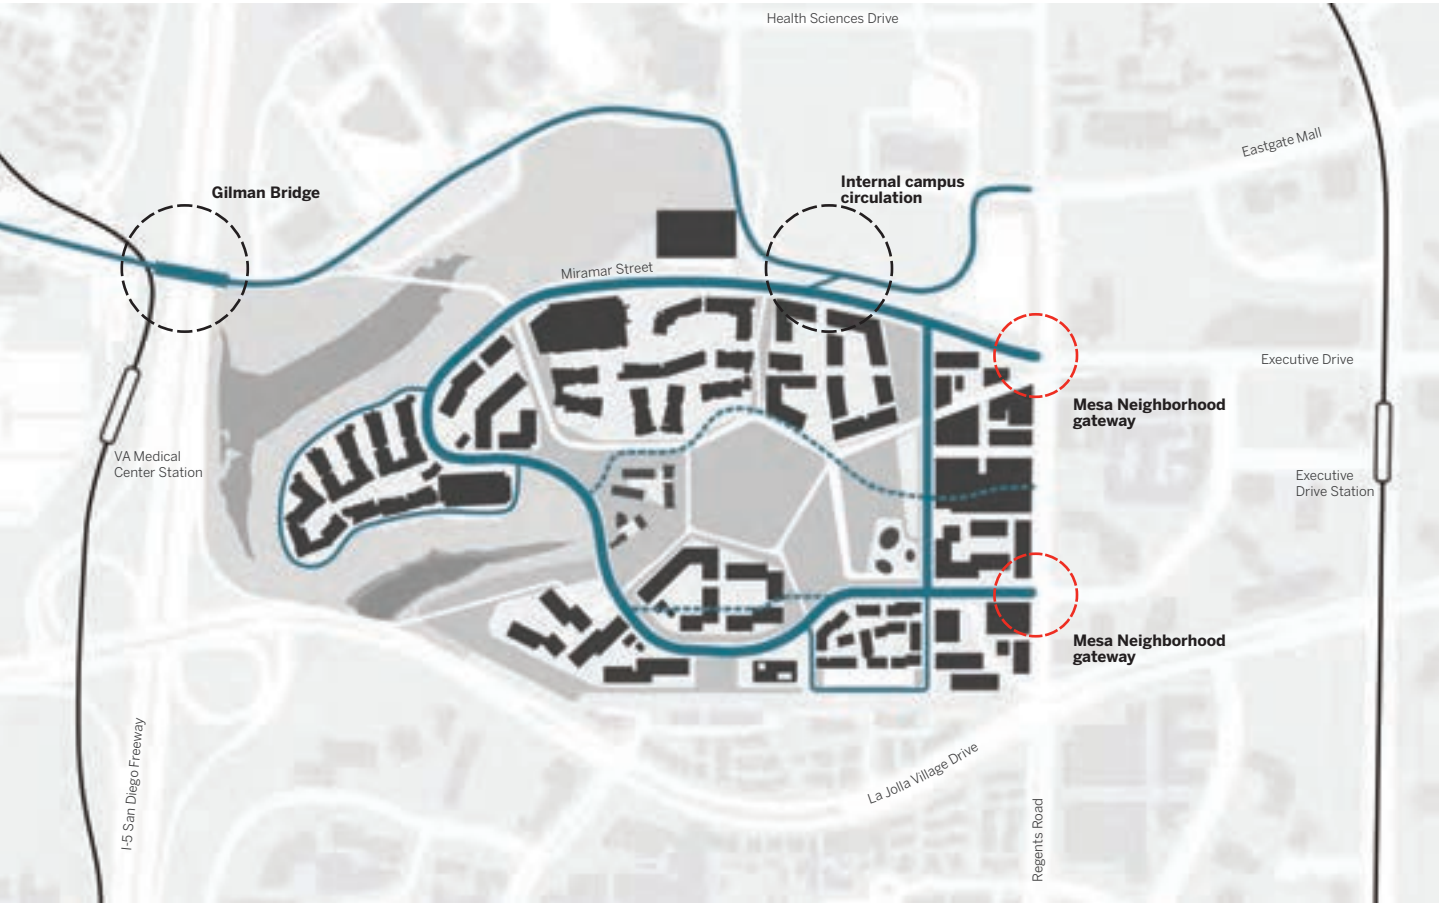 Health Sciences Drive
Eastgate Mall
Gilman Bridge
Internal campus
circulation
Miramar Street
Executive Drive
Mesa Neighborhood
gateway
VA Medical
Center Station
Executive
Drive Station
Mesa Neighborhood
gateway
I-5 San Diego Freeway
La Jolla Village Drive
Regents Road